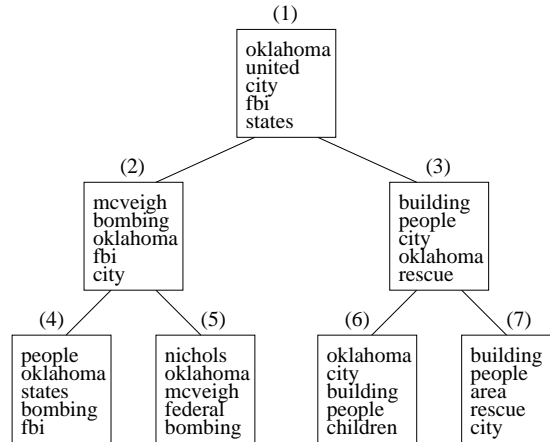 (1)
oklahoma
united
city
fbi
states
(2)
mcveigh
bombing
oklahoma
fbi
city
(3)
building
people
city
oklahoma
rescue
(4)
people
oklahoma
states
bombing
fbi
(5)
nichols
oklahoma
mcveigh
federal
bombing
(6)
oklahoma
city
building
people
children
(7)
building
people
area
rescue
city